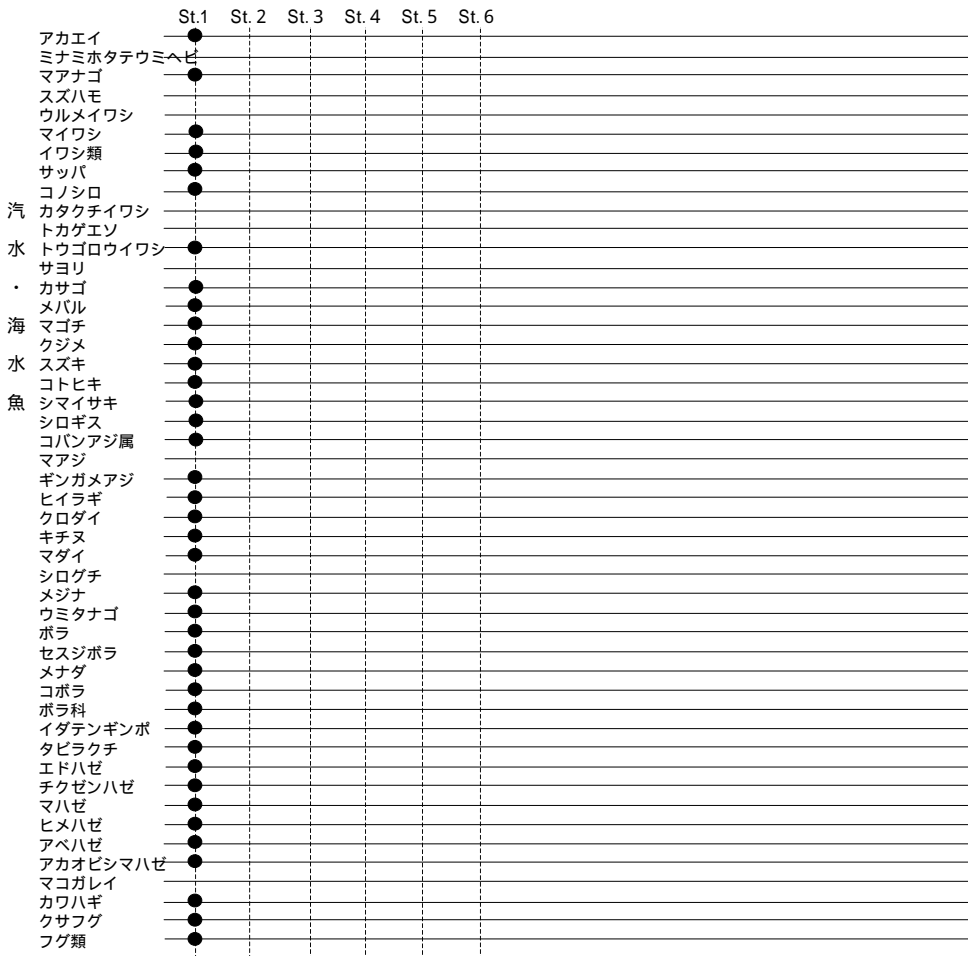 St.1 St. 2 St. 3 St. 4 St. 5 St. 6
アカエイ
ミナミホタテウミヘビ
マアナゴ
スズハモ
ウルメイワシ
マイワシ
イワシ類
サッパ
コノシロ
汽 カタクチイワシ
トカゲエソ
水 トウゴロウイワシ
サヨリ
・ カサゴ
メバル
海 マゴチ
クジメ
水 スズキ
コトヒキ
魚 シマイサキ
シロギス
コバンアジ属
マアジ
ギンガメアジ
ヒイラギ
クロダイ
キチヌ
マダイ
シログチ
メジナ
ウミタナゴ
ボラ
セスジボラ
メナダ
コボラ
ボラ科
イダテンギンポ
タビラクチ
エドハゼ
チクゼンハゼ
マハゼ
ヒメハゼ
アベハゼ
アカオビシマハゼ
マコガレイ
カワハギ
クサフグ
フグ類